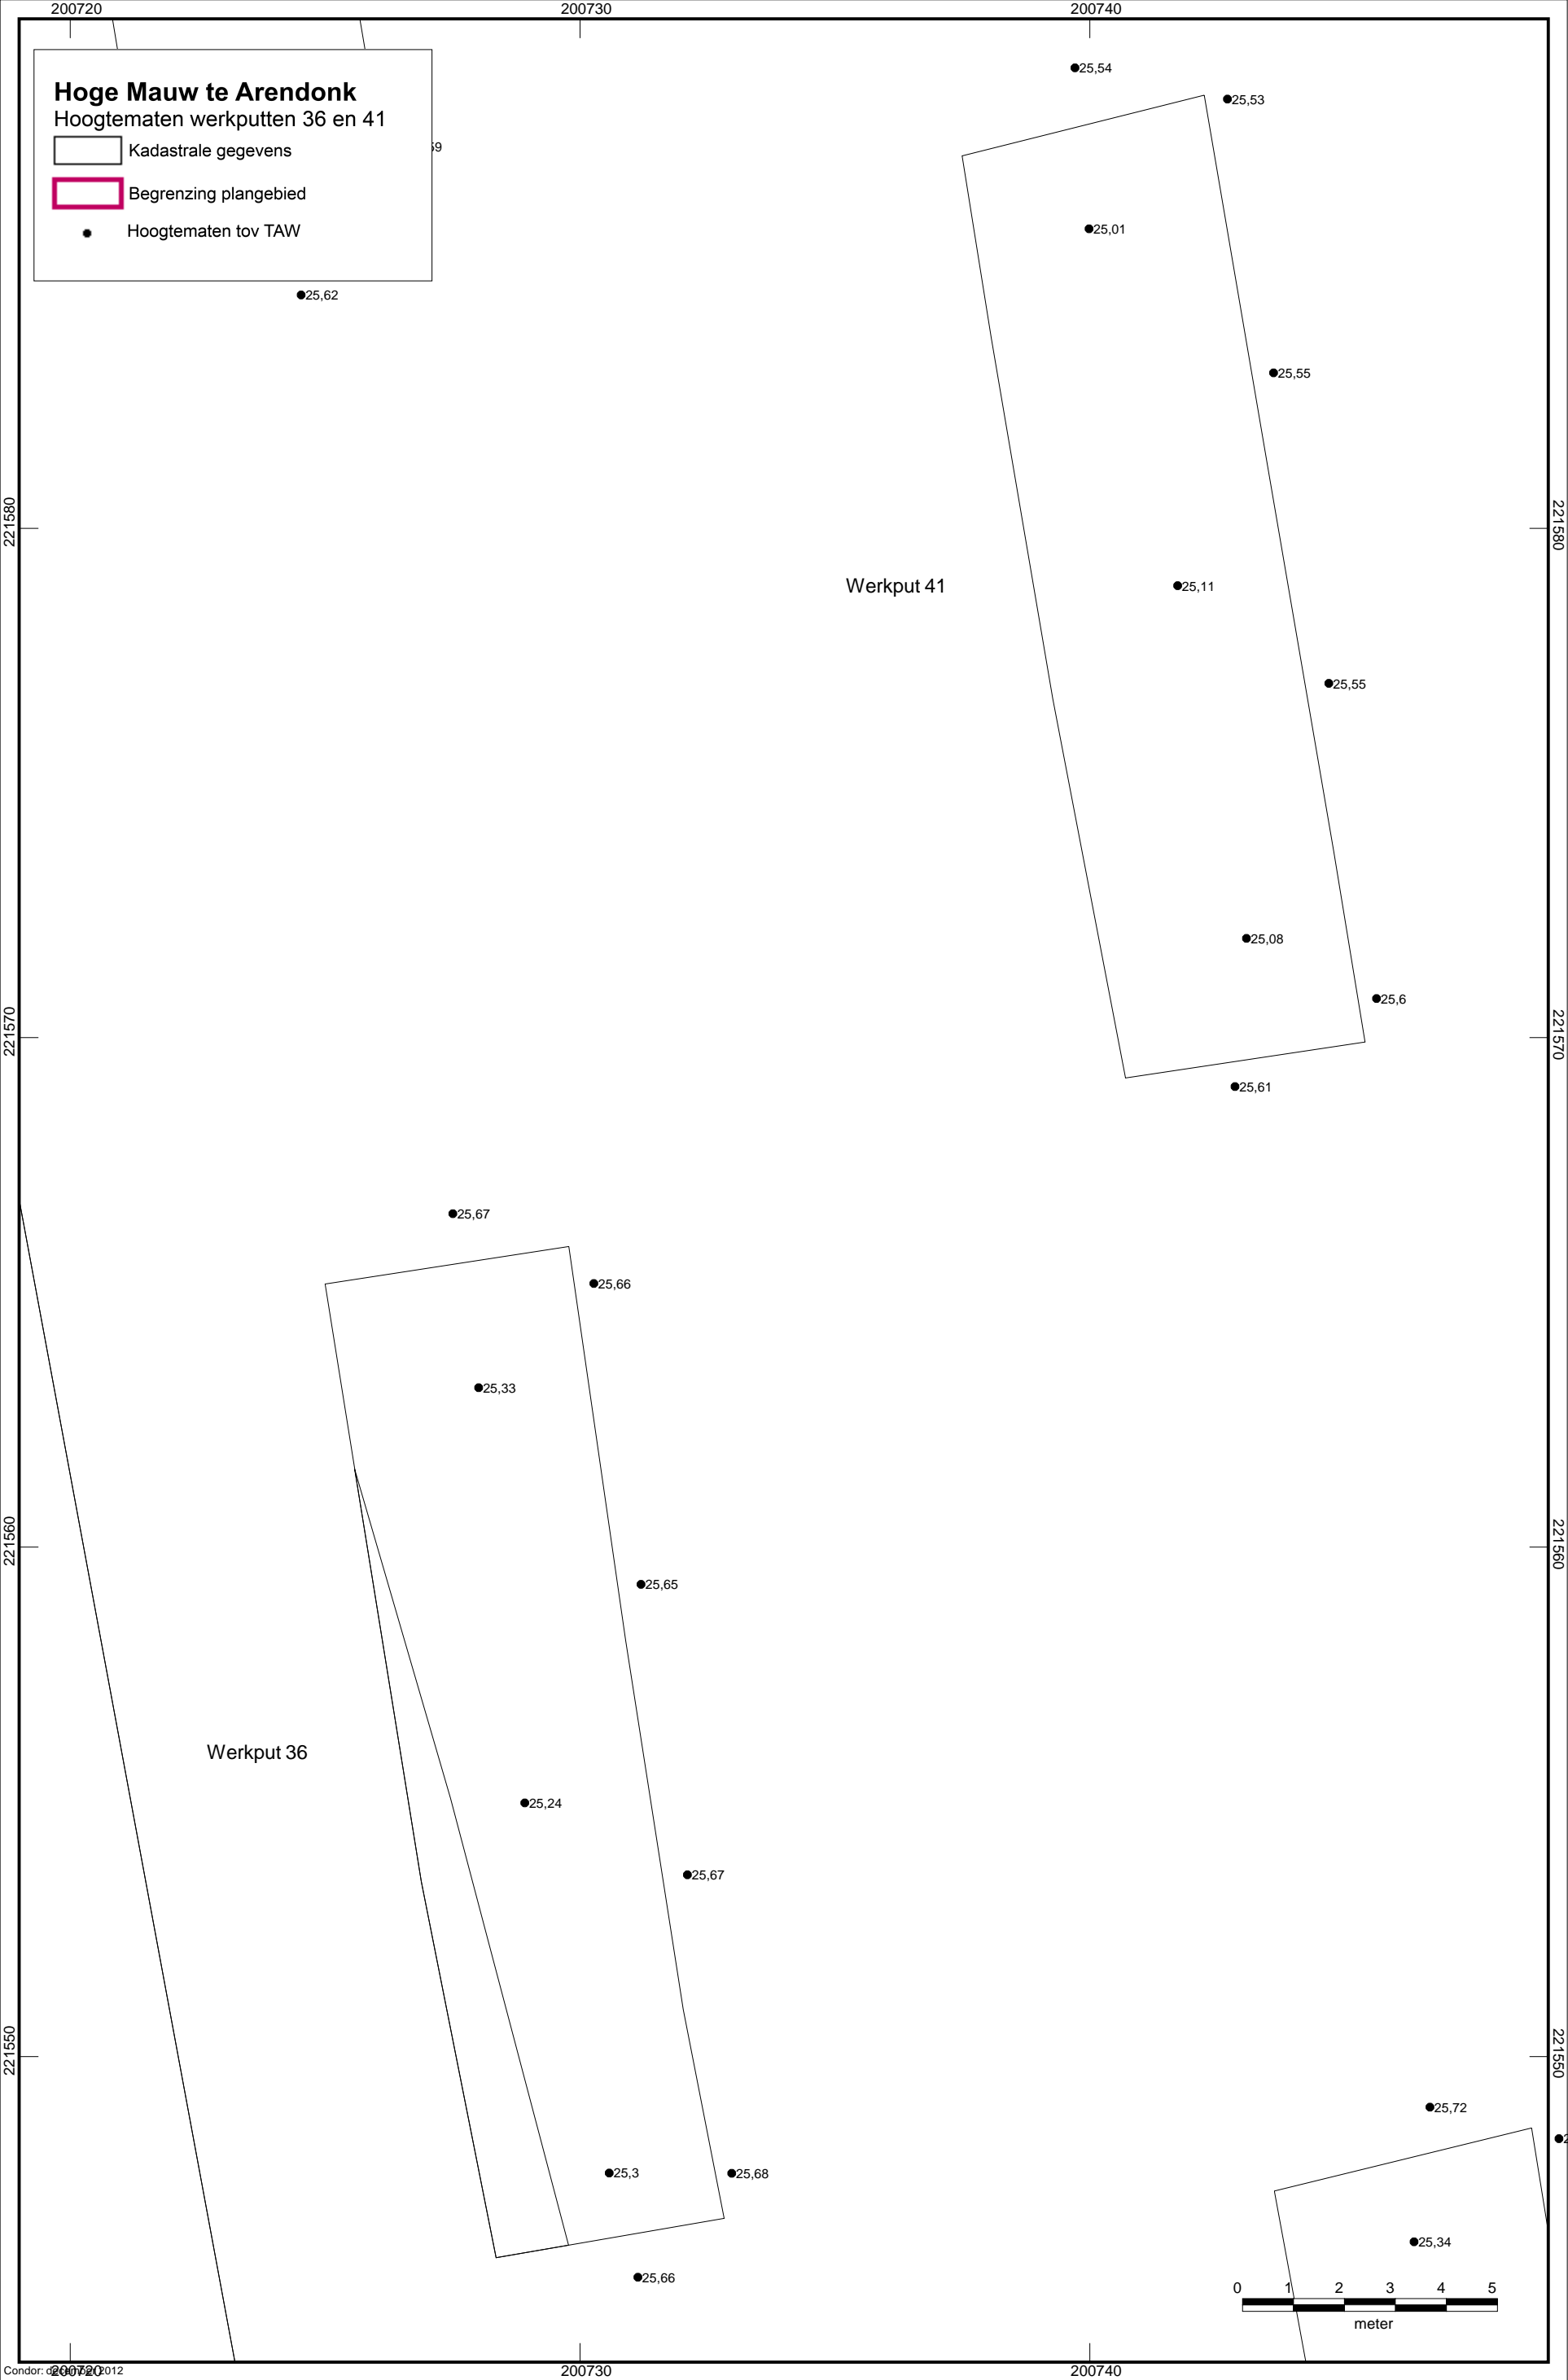 200720 200730 200740
25,54
25,53
Hoge Mauw te Arendonk
Hoogtematen werkputten 36 en 41
Kadastrale gegevens
Begrenzing plangebied
Hoogtematen tov TAW
25,01
25,62
25,55
221580 221580
Werkput 41
25,11
25,55
25,08
25,6
221570 221570
25,61
25,67
25,66
25,33
221560 221560
25,65
Werkput 36
25,24
25,67
221550 221550
25,72
25,3
25,68
25,34
25,66
0 1 2 3 4 5
meter
Condor: december 2012
200720 200730 200740